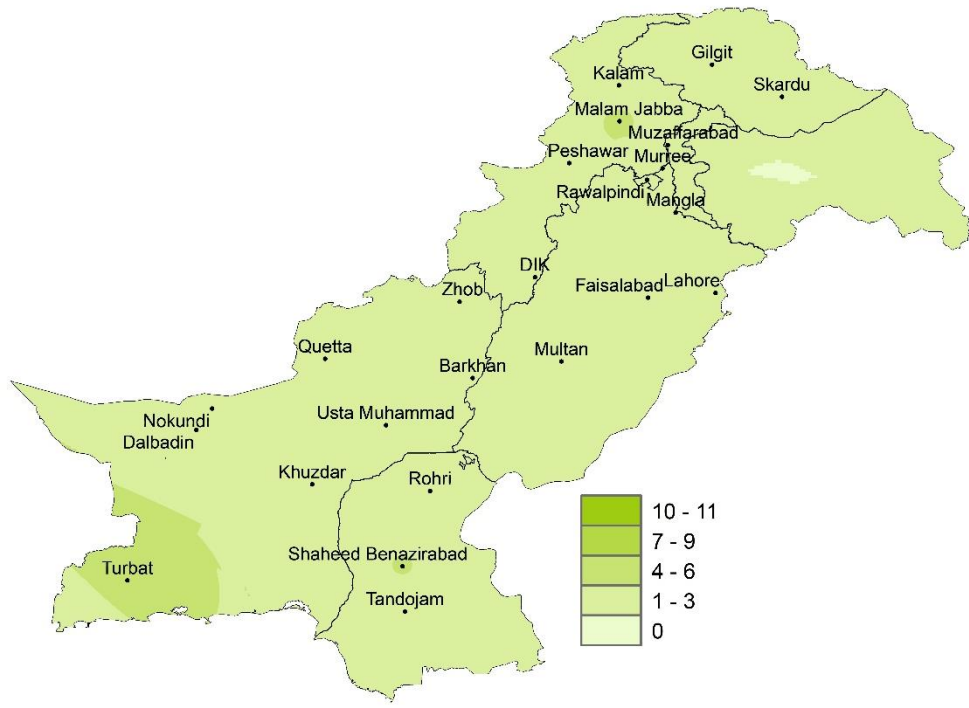 Gilgit
Kalam
Skardu
Malam Jabba
Muzaffarabad
Peshawar
Murree
Rawalpindi
Mangla
DIK
Zhob
Faisalabad
Lahore
Quetta
Multan
Barkhan
Nokundi
Usta Muhammad
Dalbadin
Khuzdar
Rohri
Shaheed Benazirabad
Turbat
Tandojam
10 - 11
7 - 9
4 - 6
1 - 3
0